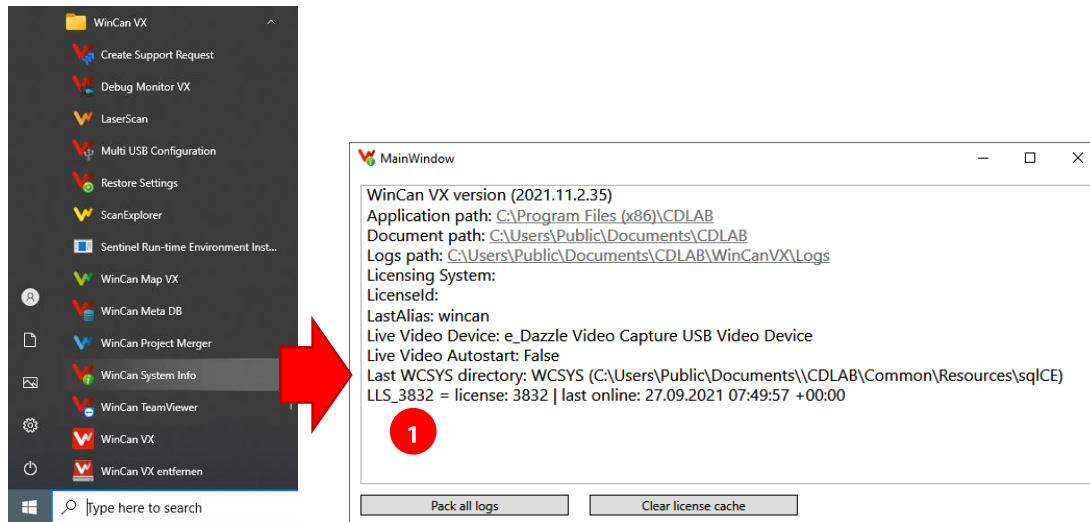 WinCan VX
Create Support Request
Debug Monitor VX
LaserScan
Multi USB Configuration
Restore Settings
ScanExplorer
Sentinel Run-time Environment Inst...
WinCan Map VX
WinCan Meta DB
WinCan Project Merger
WinCan System Info
WinCan TeamViewer
WinCan VX
WinCan VX entfernen
Type here to search
MainWindow
WinCan VX version (2021.11.2.35)
Application path: C:\Program Files (x86)\CDLAB
Document path: C:\Users\Public\Documents\CDLAB
Logs path: C:\Users\Public\Documents\CDLAB\WinCanVX\Logs
Licensing System:
LicenseId:
LastAlias: wincan
Live Video Device: e_Dazzle Video Capture USB Video Device
Live Video Autostart: False
Last WCSYS directory: WCSYS (C:\Users\Public\Documents\\CDLAB\Common\Resources\sqlCE)
LLS_3832 = license: 3832 | last online: 27.09.2021 07:49:57 +00:00
1
Pack all logs
Clear license cache